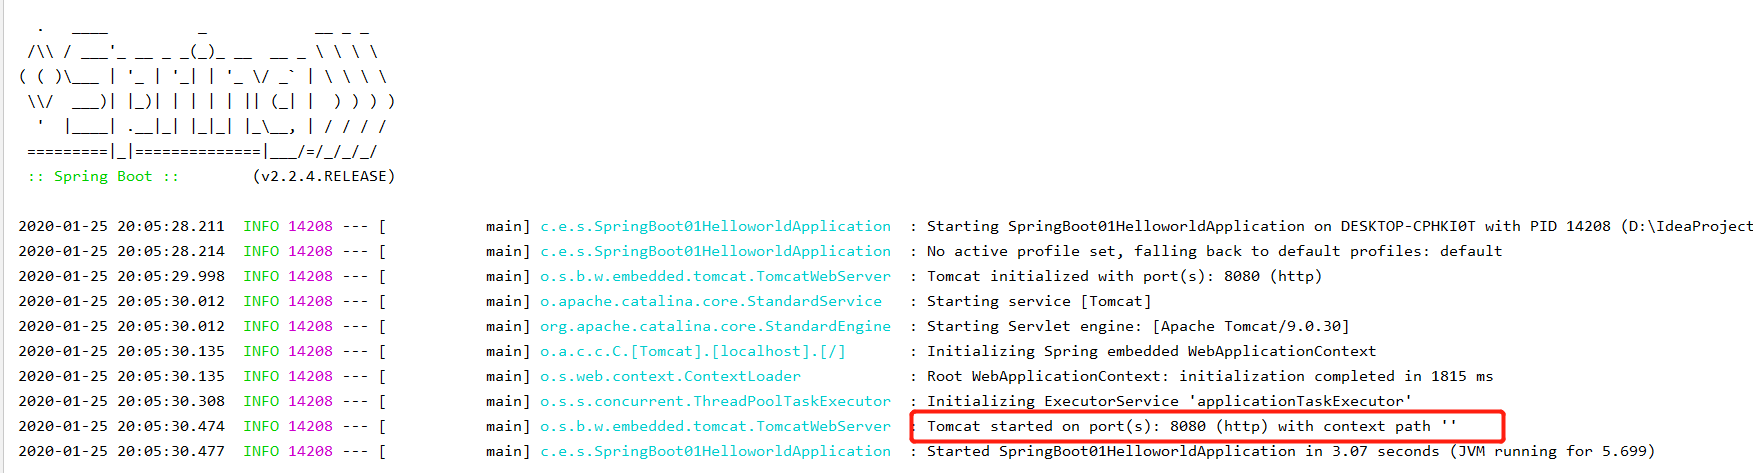 .   ____          _            __ _ _
 /\\ / ___'_ __ _ _(_)_ __  __ _ \ \ \ \
( ( )\___ | '_ | '_| | '_ \/ _` | \ \ \ \
 \\/  ___)| |_)| | | | | || (_| |  ) ) ) )
  '  |____| .__|_| |_|_| |_\__, | / / / /
 =========|_|==============|___/=/_/_/_/
 :: Spring Boot ::        (v2.2.4.RELEASE)
2020-01-25 20:05:28.211  INFO 14208 --- [           main] c.e.s.SpringBoot01HelloworldApplication  : Starting SpringBoot01HelloworldApplication on DESKTOP-CPHKI0T with PID 14208 (D:\IdeaProject
2020-01-25 20:05:28.214  INFO 14208 --- [           main] c.e.s.SpringBoot01HelloworldApplication  : No active profile set, falling back to default profiles: default
2020-01-25 20:05:29.998  INFO 14208 --- [           main] o.s.b.w.embedded.tomcat.TomcatWebServer  : Tomcat initialized with port(s): 8080 (http)
2020-01-25 20:05:30.012  INFO 14208 --- [           main] o.apache.catalina.core.StandardService   : Starting service [Tomcat]
2020-01-25 20:05:30.012  INFO 14208 --- [           main] org.apache.catalina.core.StandardEngine  : Starting Servlet engine: [Apache Tomcat/9.0.30]
2020-01-25 20:05:30.135  INFO 14208 --- [           main] o.a.c.c.C.[Tomcat].[localhost].[/]       : Initializing Spring embedded WebApplicationContext
2020-01-25 20:05:30.135  INFO 14208 --- [           main] o.s.web.context.ContextLoader            : Root WebApplicationContext: initialization completed in 1815 ms
2020-01-25 20:05:30.308  INFO 14208 --- [           main] o.s.s.concurrent.ThreadPoolTaskExecutor  : Initializing ExecutorService 'applicationTaskExecutor'
2020-01-25 20:05:30.474  INFO 14208 --- [           main] o.s.b.w.embedded.tomcat.TomcatWebServer  : Tomcat started on port(s): 8080 (http) with context path ''
2020-01-25 20:05:30.477  INFO 14208 --- [           main] c.e.s.SpringBoot01HelloworldApplication  : Started SpringBoot01HelloworldApplication in 3.07 seconds (JVM running for 5.699)